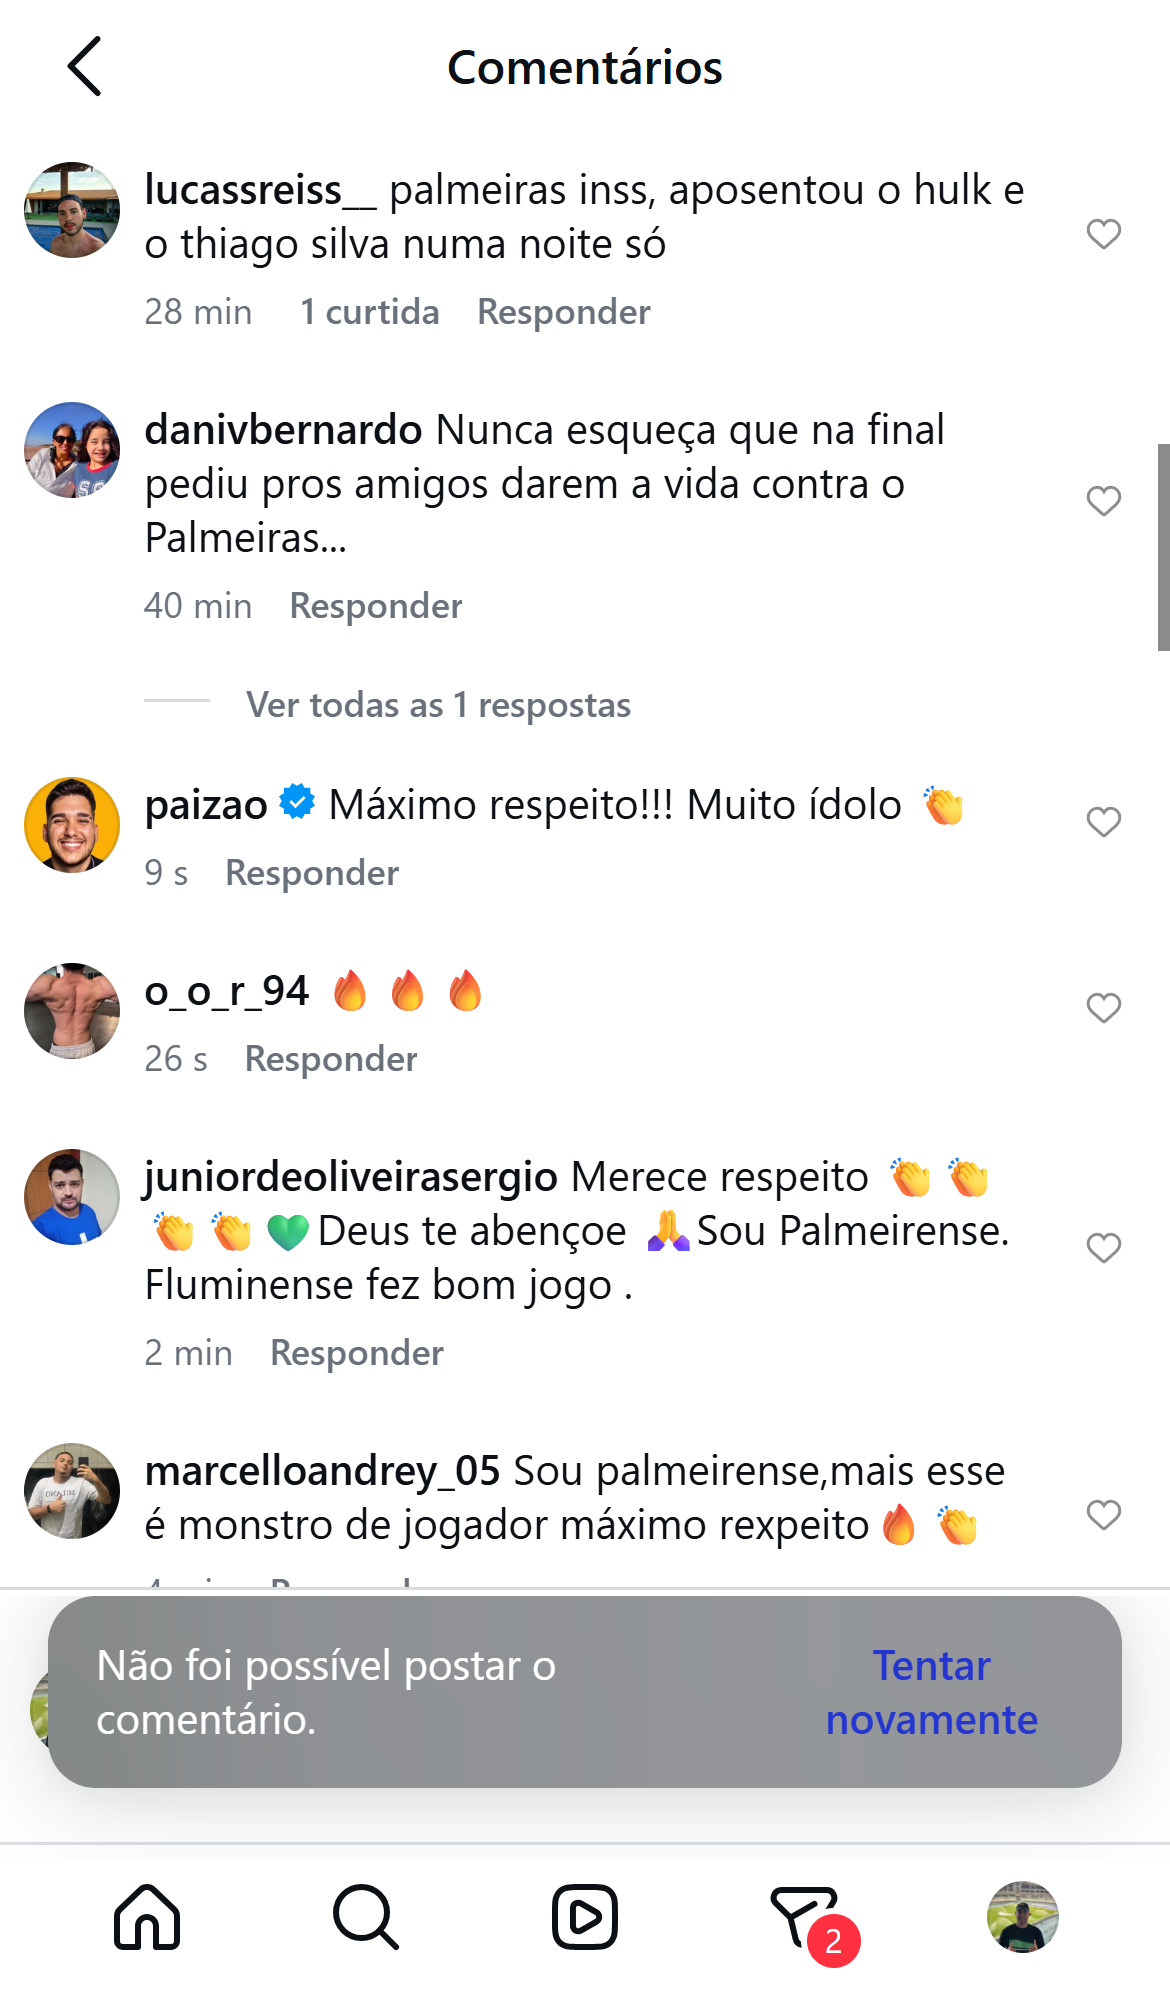 Comentários
lucassreiss__ palmeiras inss, aposentou o hulk e
o thiago silva numa noite só
28 min 1 curtida Responder
danivbernardo Nunca esqueça que na final
pediu pros amigos darem a vida contra o
Palmeiras...
40 min Responder
Ver todas as 1 respostas
paizao Máximo respeito!!! Muito ídolo 👏
9 s Responder
o_o_r_94 🔥🔥🔥
26 s Responder
juniordeoliveirasergio Merece respeito 👏👏
👏👏💚Deus te abençoe 🙏Sou Palmeirense.
Fluminense fez bom jogo .
2 min Responder
marcelloandrey_05 Sou palmeirense,mais esse
é monstro de jogador máximo rexpeito🔥👏
Não foi possível postar o
comentário.
Tentar
novamente
2